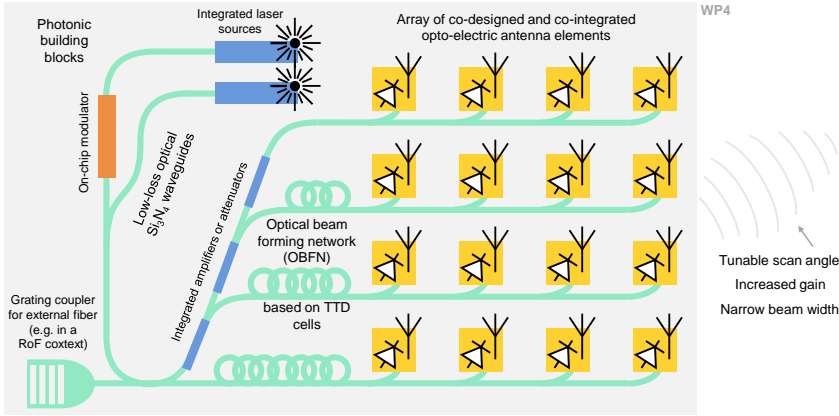 Photonic
building
blocks
Integrated laser
sources
Array of co-designed and co-integrated
opto-electric antenna elements
WP4
On-chip modulator
Low-loss optical
Si3N4 waveguides
Integrated amplifiers or attenuators
Optical beam
forming network
(OBFN)
based on TTD
cells
Grating coupler
for external fiber
(e.g. in a
RoF cotext)
Tunable scan angle
Increased gain
Narrow beam width